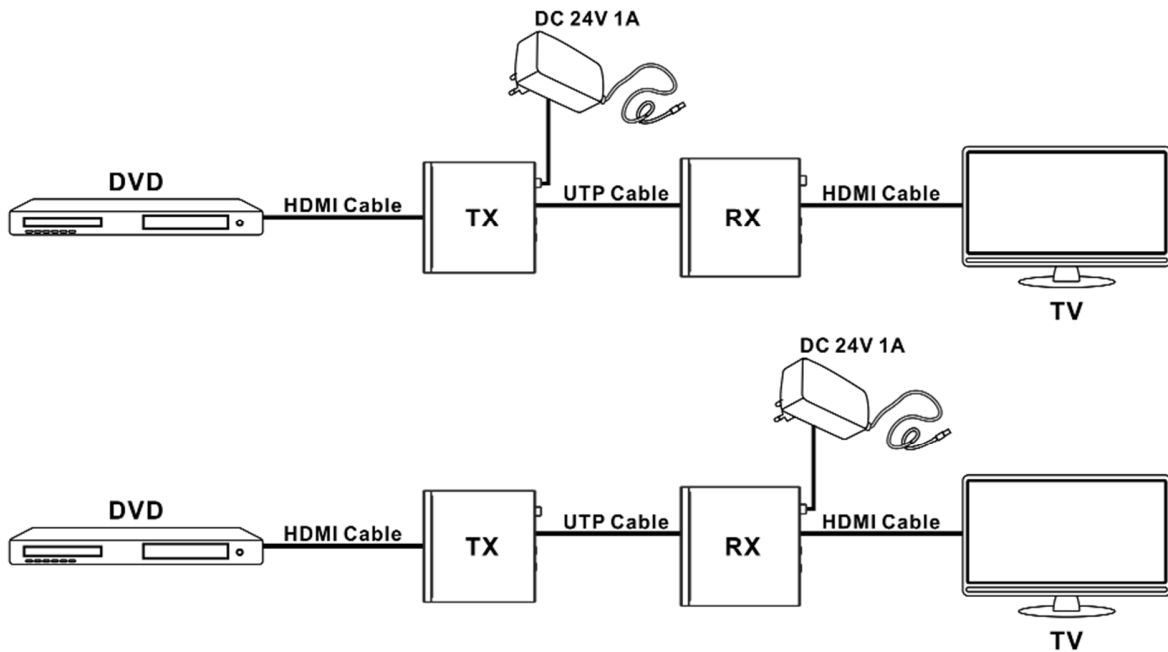 DC 24V 1A
DVD
HDMI Cable
TX
UTP Cable
RX
HDMI Cable
TV
DC 24V 1A
DVD
HDMI Cable
TX
UTP Cable
RX
HDMI Cable
TV